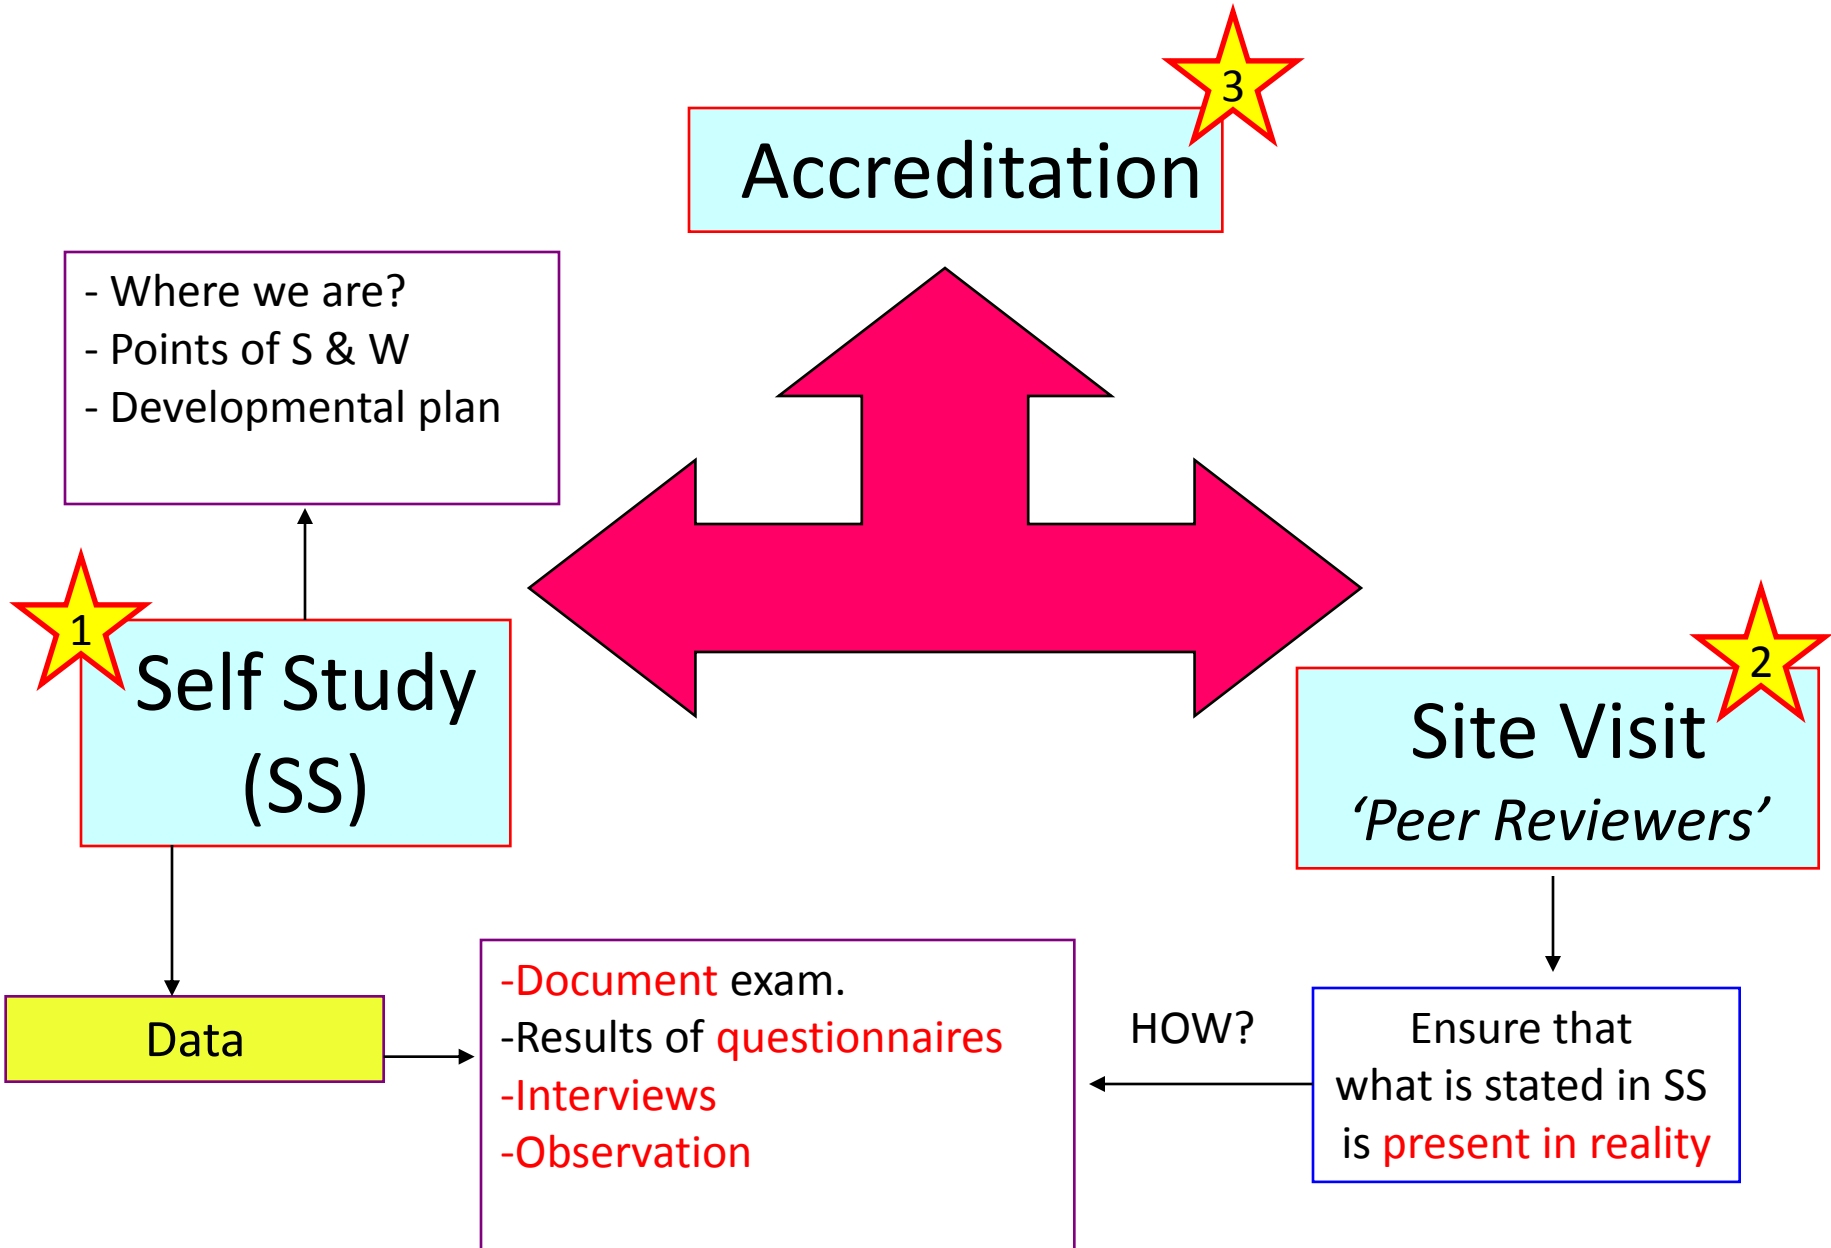 3
Accreditation
- Where we are?
- Points of S & W
- Developmental plan
1
Self Study
(SS)
2
Site Visit
‘Peer Reviewers’
Data
-Document exam.
-Results of questionnaires
-Interviews
-Observation
HOW?
Ensure that
what is stated in SS
is present in reality